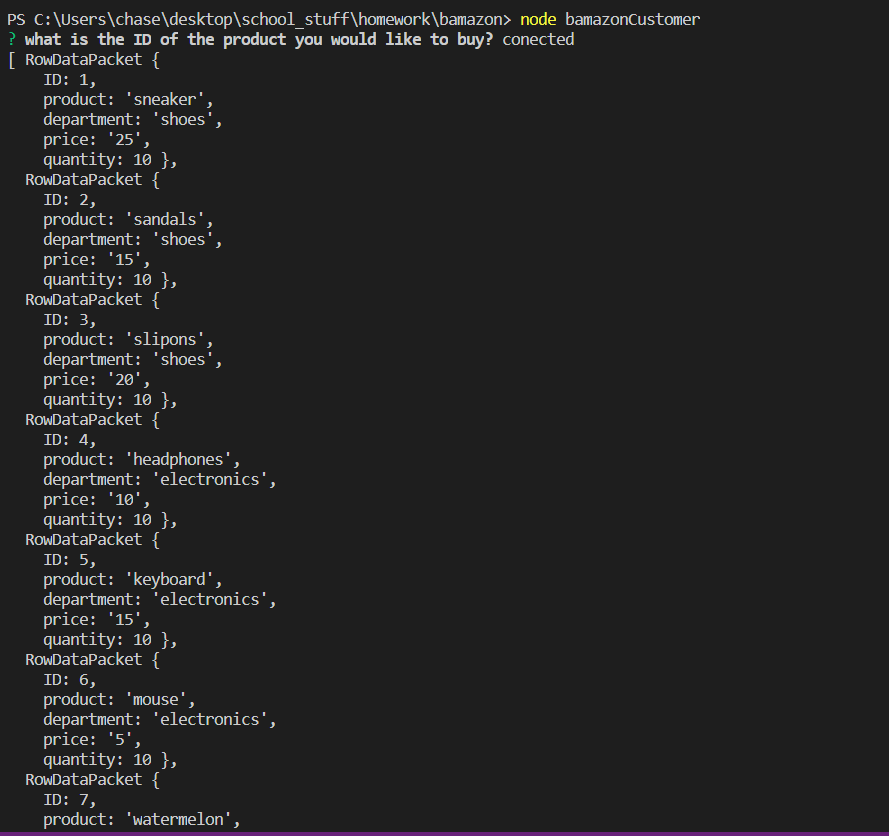 PS C:\Users\chase\desktop\school_stuff\homework\bamazon> node bamazonCustomer
? what is the ID of the product you would like to buy? conected
[ RowDataPacket {
    ID: 1,
    product: 'sneaker',
    department: 'shoes',
    price: '25',
    quantity: 10 },
  RowDataPacket {
    ID: 2,
    product: 'sandals',
    department: 'shoes',
    price: '15',
    quantity: 10 },
  RowDataPacket {
    ID: 3,
    product: 'slipons',
    department: 'shoes',
    price: '20',
    quantity: 10 },
  RowDataPacket {
    ID: 4,
    product: 'headphones',
    department: 'electronics',
    price: '10',
    quantity: 10 },
  RowDataPacket {
    ID: 5,
    product: 'keyboard',
    department: 'electronics',
    price: '15',
    quantity: 10 },
  RowDataPacket {
    ID: 6,
    product: 'mouse',
    department: 'electronics',
    price: '5',
    quantity: 10 },
  RowDataPacket {
    ID: 7,
    product: 'watermelon',